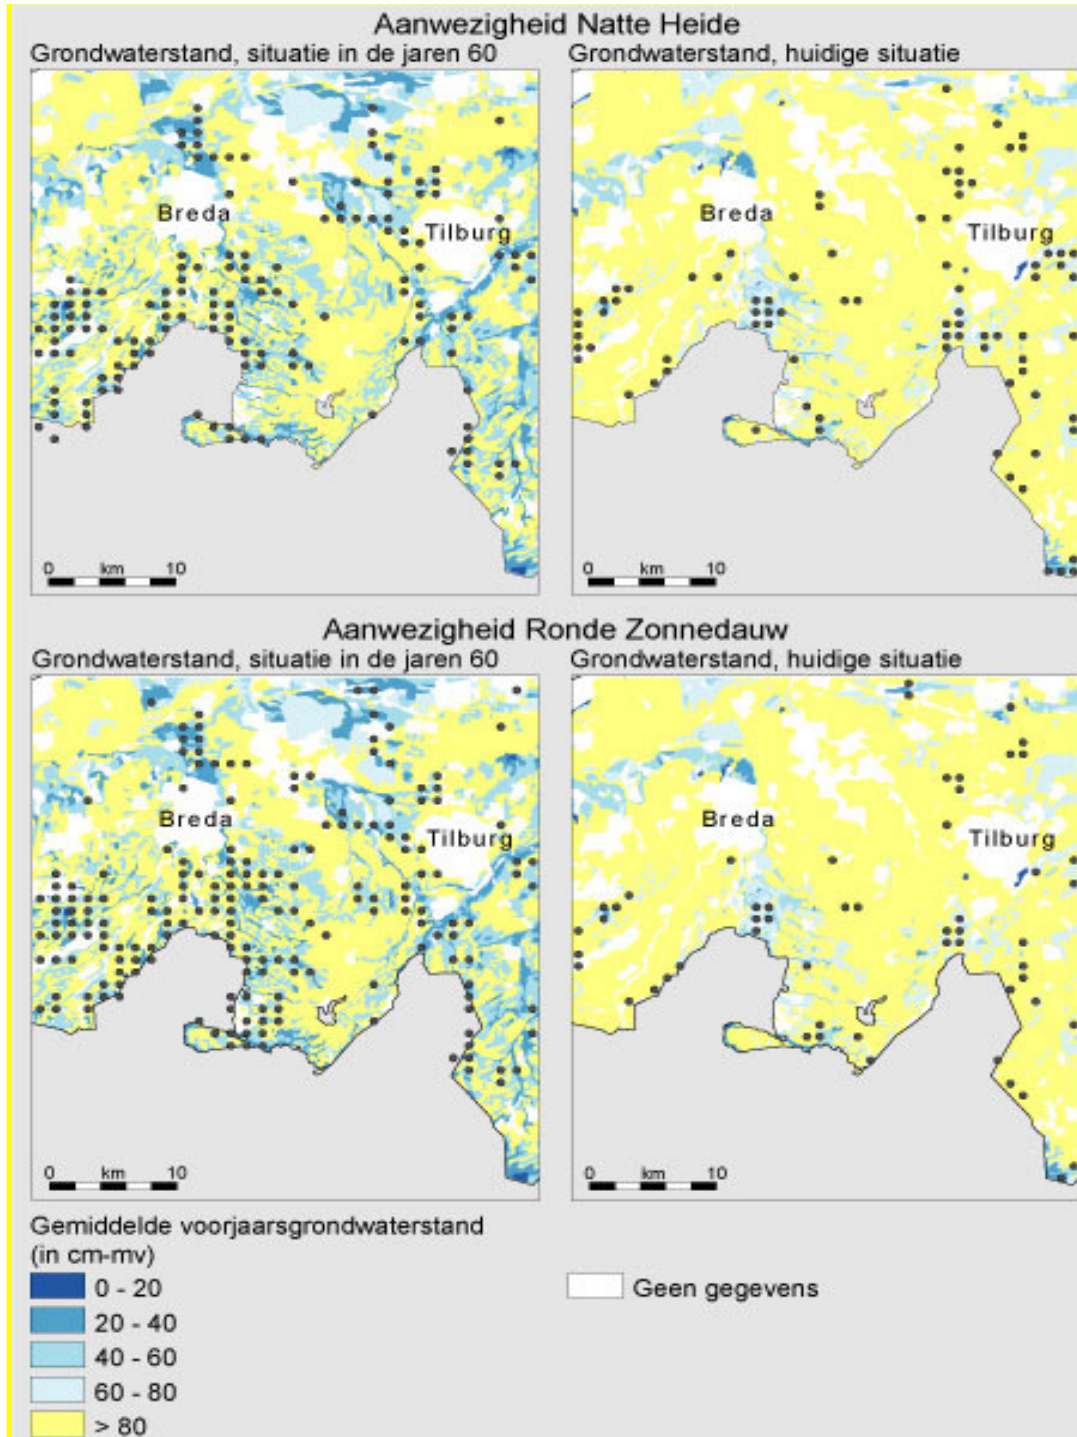 Aanwezigheid Natte Heide
Grondwaterstand, situatie in de jaren 60
Grondwaterstand, huidige situatie
Breda
Tilburg
0 km 10
Breda
Tilburg
0 km 10
Aanwezigheid Ronde Zonnedauw
Grondwaterstand, situatie in de jaren 60
Grondwaterstand, huidige situatie
Breda
Tilburg
0 km 10
Breda
Tilburg
0 km 10
Gemiddelde voorjaarsgrondwaterstand
(in cm-mv)
0 - 20
20 - 40
40 - 60
60 - 80
> 80
Geen gegevens